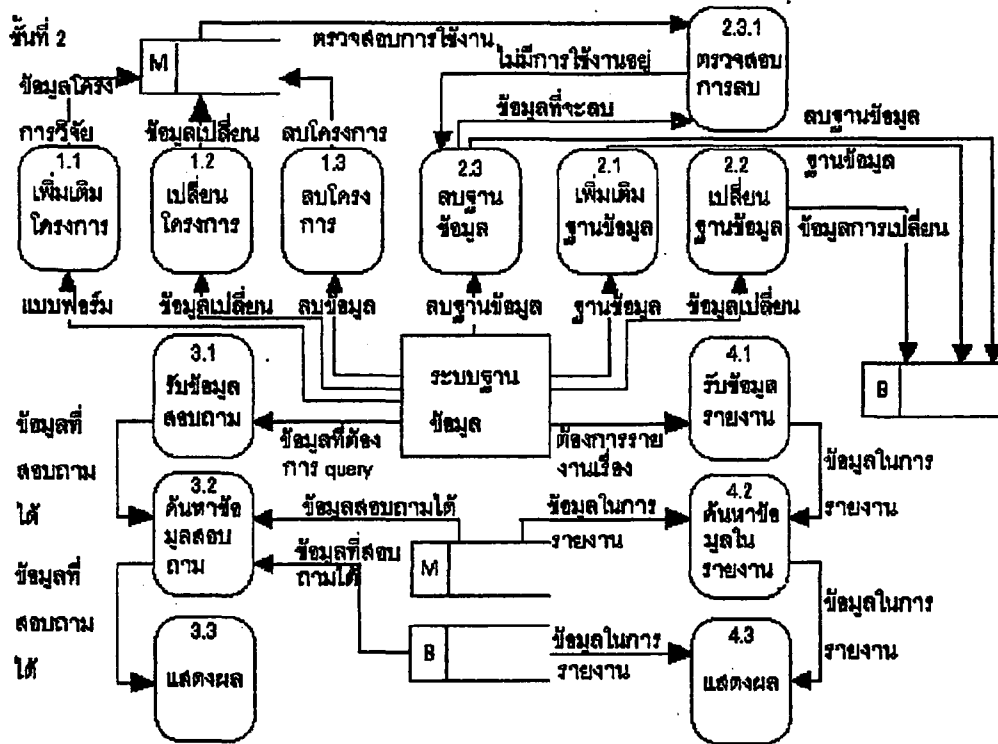 ชั้นที่ 2
M
ตรวจสอบการใช้งาน
2.3.1
ตรวจสอบ
การลบ
ไม่มีการใช้งานอยู่
ข้อมูลที่จะลบ
ข้อมูลโครง
การวิจัย
ข้อมูลเปลี่ยน
ลบโครงการ
ลบฐานข้อมูล
ฐานข้อมูล
1.1
เพิ่มเติม
โครงการ
1.2
เปลี่ยน
โครงการ
1.3
ลบโครง
การ
2.3
ลบฐาน
ข้อมูล
2.1
เพิ่มเติม
ฐานข้อมูล
2.2
เปลี่ยน
ฐานข้อมูล
ข้อมูลการเปลี่ยน
แบบฟอร์ม
ข้อมูลเปลี่ยน
ลบข้อมูล
ลบฐานข้อมูล
ฐานข้อมูล
ข้อมูลเปลี่ยน
B
3.1
รับข้อมูล
สอบถาม
ระบบฐาน
ข้อมูล
4.1
รับข้อมูล
รายงาน
ข้อมูลที่
สอบถาม
ได้
ข้อมูลที่ต้อง
การ query
ต้องการราย
งานเรื่อง
ข้อมูลในการ
รายงาน
3.2
ค้นหาข้อ
มูลสอบ
ถาม
ข้อมูลสอบถามได้
ข้อมูลในการ
รายงาน
4.2
ค้นหาข้อ
มูลใน
รายงาน
ข้อมูลที่สอบ
ถามได้
M
ข้อมูลที่
สอบถาม
ได้
ข้อมูลในการ
รายงาน
3.3
แสดงผล
B
ข้อมูลในการ
รายงาน
4.3
แสดงผล